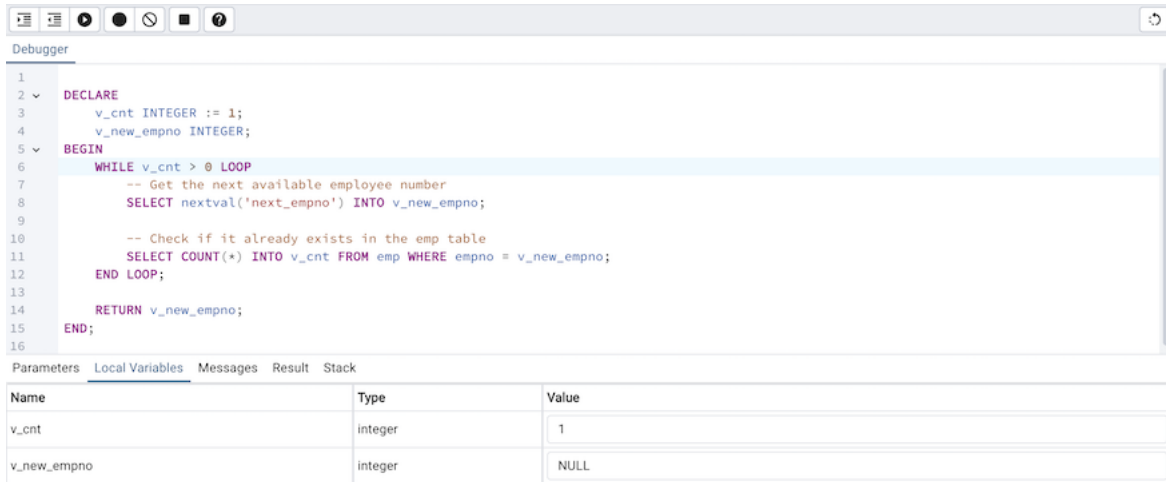 Debugger
1
2 DECLARE
3 v_cnt INTEGER := 1;
4 v_new_empno INTEGER;
5 BEGIN
6 WHILE v_cnt > 0 LOOP
7 -- Get the next available employee number
8 SELECT nextval('next_empno') INTO v_new_empno;
9
10 -- Check if it already exists in the emp table
11 SELECT COUNT(*) INTO v_cnt FROM emp WHERE empno = v_new_empno;
12 END LOOP;
13
14 RETURN v_new_empno;
15 END;
16
Parameters Local Variables Messages Result Stack
Name Type Value
v_cnt integer 1
v_new_empno integer NULL